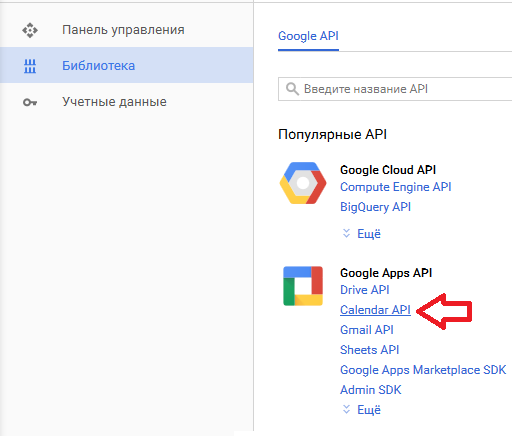 Панель управления
Библиотека
Учетные данные
Google API
Введите название API
Популярные API
Google Cloud API
Compute Engine API
BigQuery API
Ещё
Google Apps API
Drive API
Calendar API
Gmail API
Sheets API
Google Apps Marketplace SDK
Admin SDK
Ещё